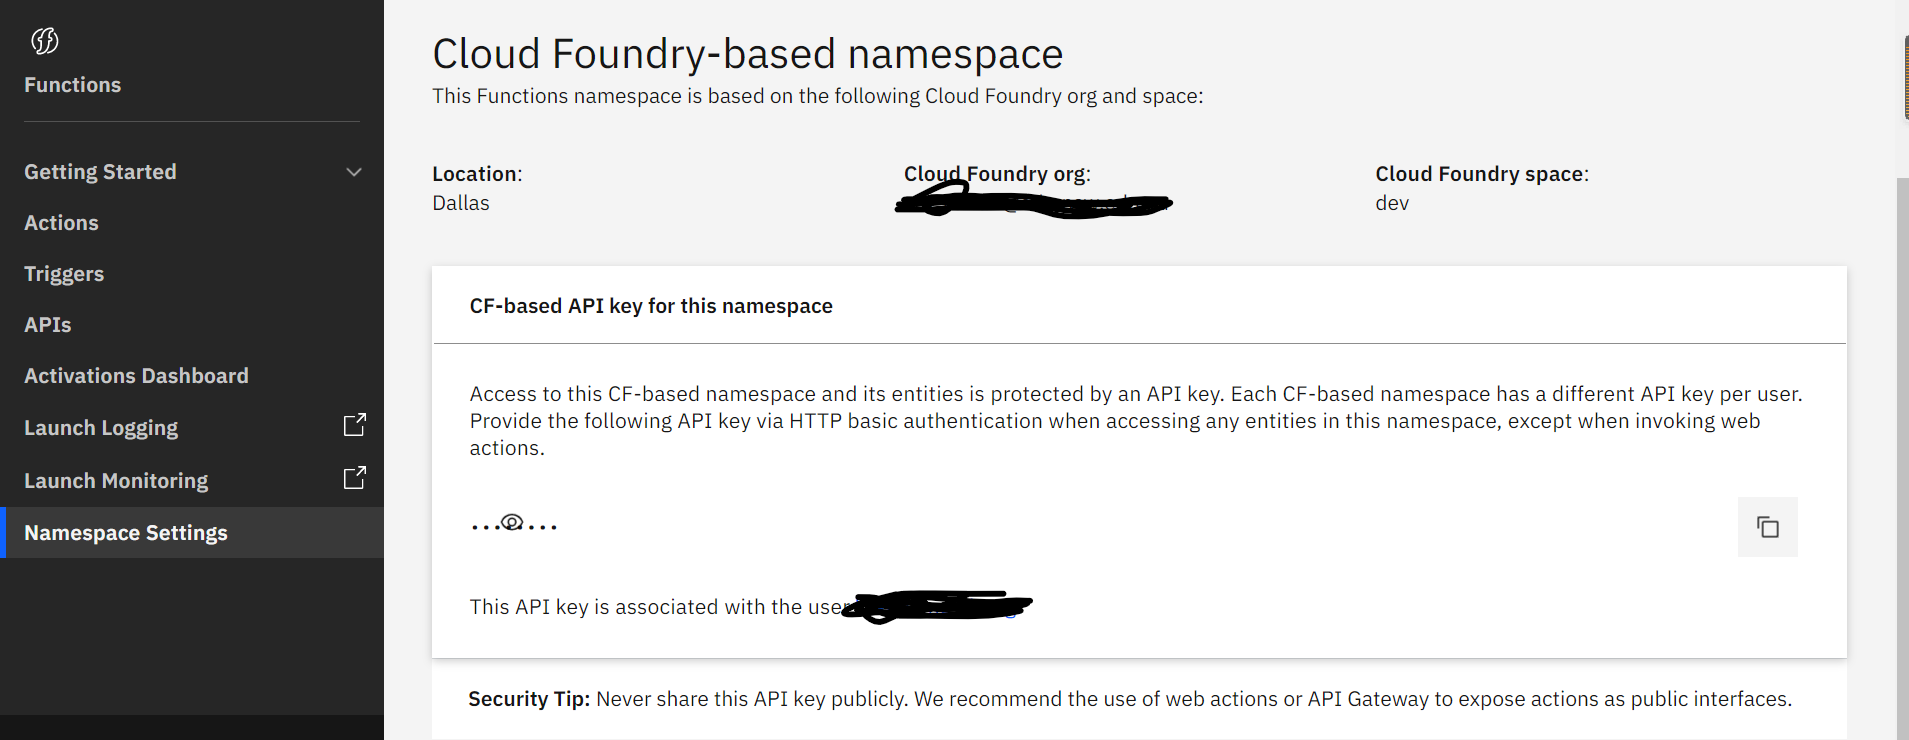 Functions
Getting Started
Actions
Triggers
APIs
Activations Dashboard
Launch Logging
Launch Monitoring
Namespace Settings
Cloud Foundry-based namespace
This Functions namespace is based on the following Cloud Foundry org and space:
Location:
Dallas
Cloud Foundry org:
Cloud Foundry space:
dev
CF-based API key for this namespace
Access to this CF-based namespace and its entities is protected by an API key. Each CF-based namespace has a different API key per user.
Provide the following API key via HTTP basic authentication when accessing any entities in this namespace, except when invoking web
actions.
This API key is associated with the user
Security Tip: Never share this API key publicly. We recommend the use of web actions or API Gateway to expose actions as public interfaces.